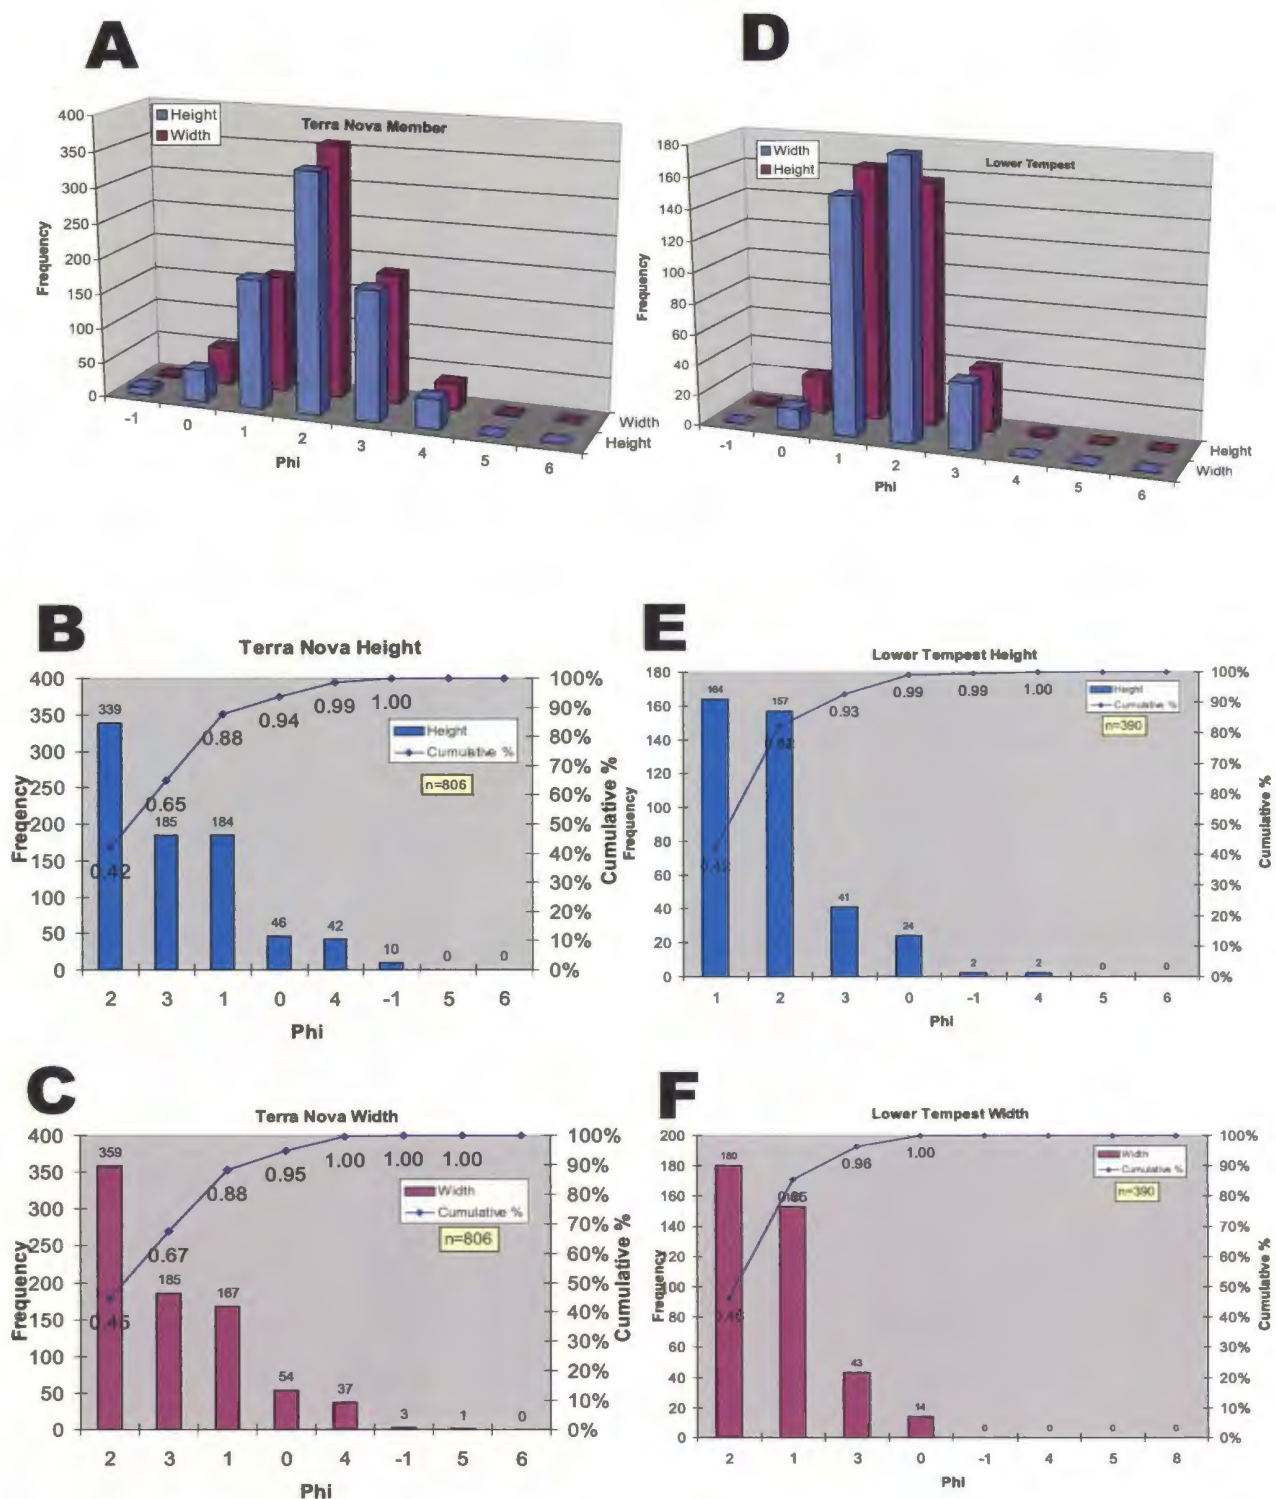 A
Height
Width
Terra Nova Member
400
350
300
250
200
150
100
50
0
Frequency
-1 0 1 2 3 4 5 6
Phi
Width
Height
D
Width
Height
Lower Tempest
180
160
140
120
100
80
60
40
20
0
Frequency
-1 0 1 2 3 4 5 6
Phi
Height
Width
B
Terra Nova Height
400
350
300
250
200
150
100
50
0
Freqency
339 185 184 46 42 10 0 0
0.42 0.65 0.88 0.94 0.99 1.00
Height
Cumulative %
n=806
100%
90%
80%
70%
60%
50%
40%
30%
20%
10%
0%
Cumulative %
2 3 1 0 4 -1 5 6
Phi
E
Lower Tempest Height
180
160
140
120
100
80
60
40
20
0
Frequency
164 157 41 24 2 2 0 0
0.42 0.82 0.93 0.99 0.99 1.00
Height
Cumulative %
n=390
100%
90%
80%
70%
60%
50%
40%
30%
20%
10%
0%
Cumulative %
1 2 3 0 -1 4 5 6
Phi
C
Terra Nova Width
400
350
300
250
200
150
100
50
0
Frequency
359 185 167 54 37 3 1 0
0.45 0.67 0.88 0.95 1.00 1.00 1.00
Width
Cumulative %
n=806
100%
90%
80%
70%
60%
50%
40%
30%
20%
10%
0%
Cumulative %
2 3 1 0 4 -1 5 6
Phi
F
Lower Tempest Width
200
180
160
140
120
100
80
60
40
20
0
Frequency
180 43 14 0 0 0 0
0.46 0.96 1.00
Width
Cumulative %
n=390
100%
90%
80%
70%
60%
50%
40%
30%
20%
10%
0%
Cumulative %
2 1 3 0 -1 4 5 8
Phi